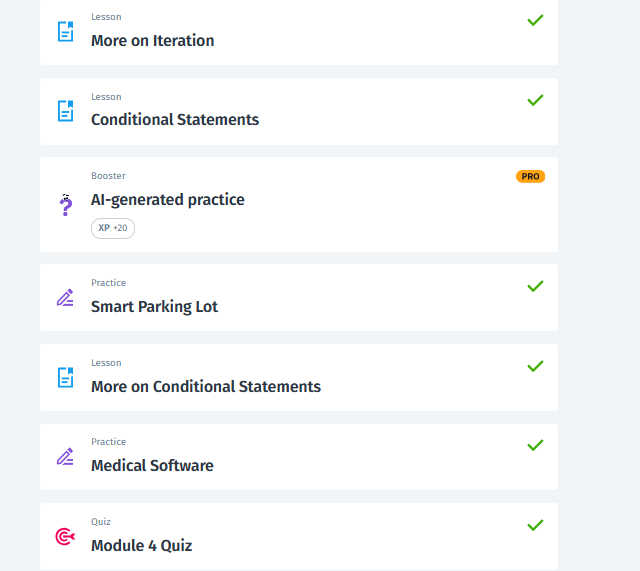 Lesson
More on Iteration
Lesson
Conditional Statements
Booster
PRO
AI-generated practice
XP +20
Practice
Smart Parking Lot
Lesson
More on Conditional Statements
Practice
Medical Software
Quiz
Module 4 Quiz